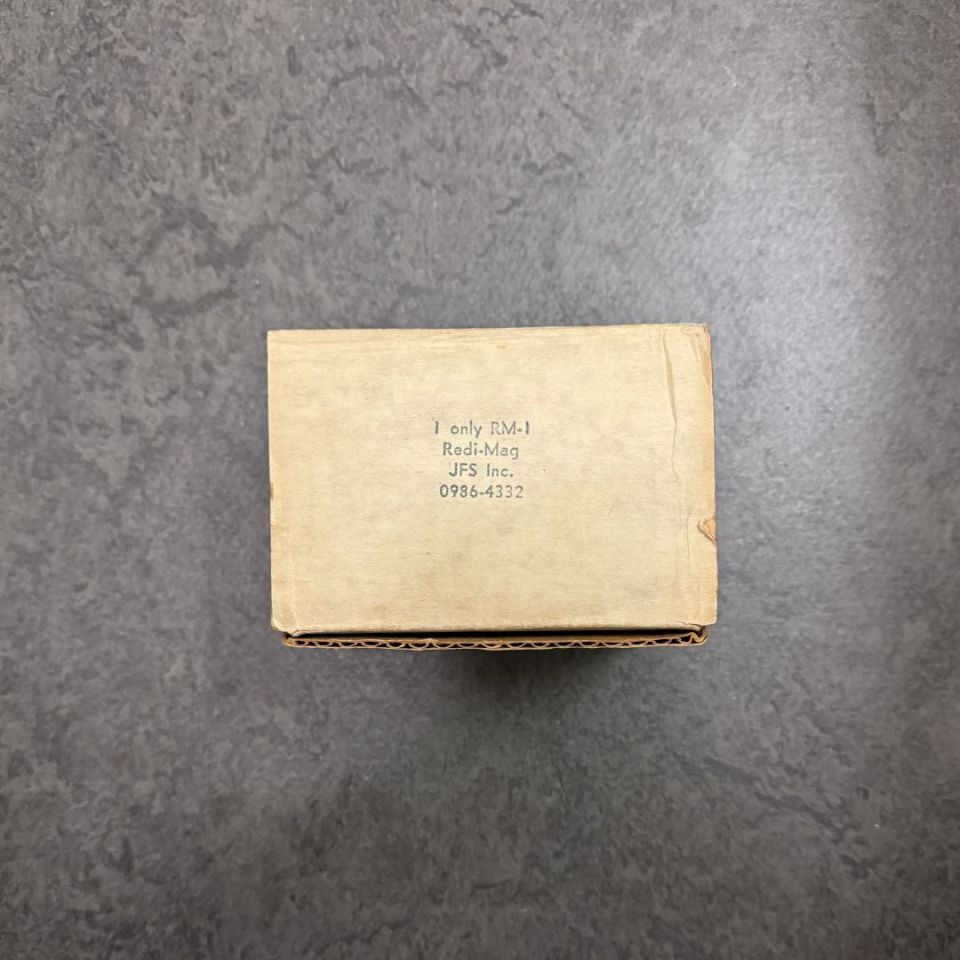 1 only RM-1
Redi-Mag
JFS Inc.
0986-4332